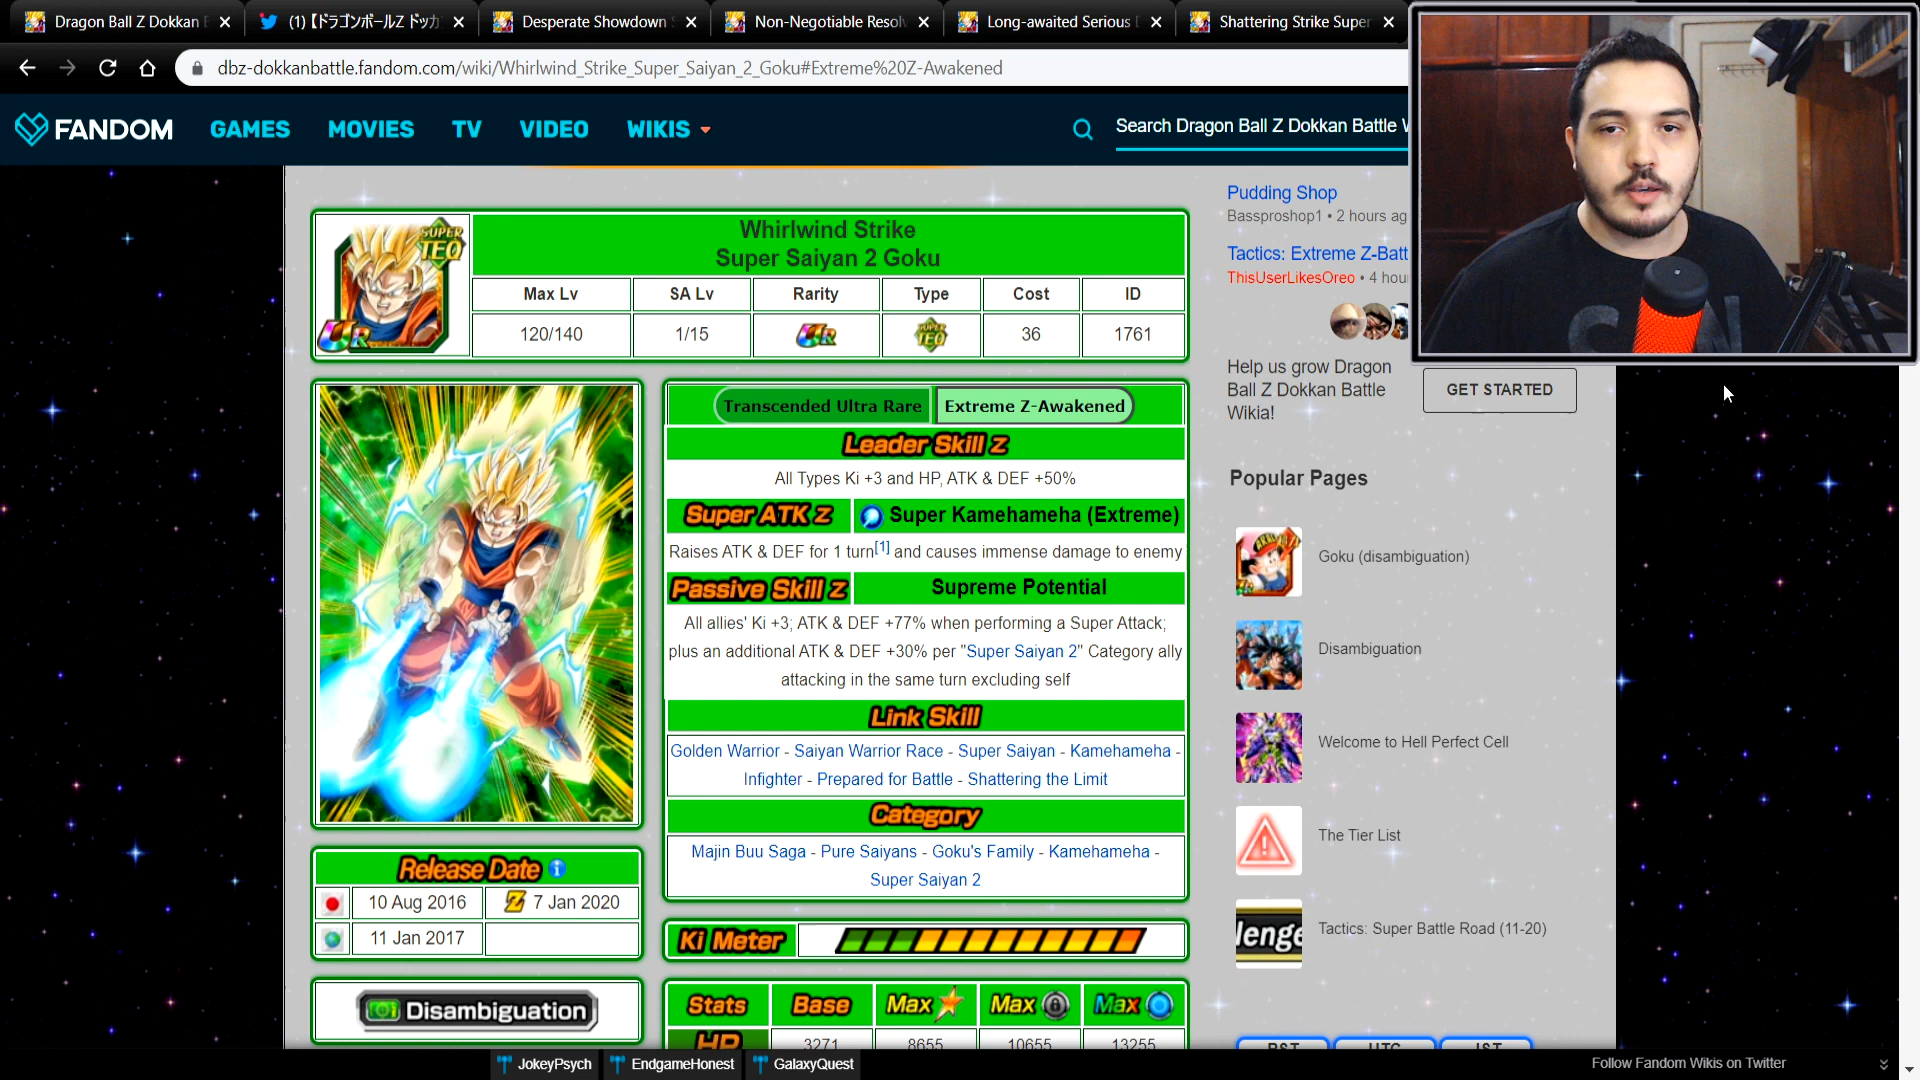 Dragon Ball Z Dokkan
(1)【ドラゴンボールZ ドッカ
Desperate Showdown
Non-Negotiable Resolv
Long-awaited Serious
Shattering Strike Super
dbz-dokkanbattle.fandom.com/wiki/Whirlwind_Strike_Super_Saiyan_2_Goku#Extreme%20Z-Awakened
FANDOM GAMES MOVIES TV VIDEO WIKIS
Search Dragon Ball Z Dokkan Battle
Whirlwind Strike
Super Saiyan 2 Goku
Max Lv SA Lv Rarity Type Cost ID
120/140 1/15 UR SUPER TEQ 36 1761
SUPER
TEQ
UR
Transcended Ultra Rare Extreme Z-Awakened
Leader Skill Z
All Types Ki +3 and HP, ATK & DEF +50%
Super ATK Z Super Kamehameha (Extreme)
Raises ATK & DEF for 1 turn[1] and causes immense damage to enemy
Passive Skill Z Supreme Potential
All allies' Ki +3; ATK & DEF +77% when performing a Super Attack;
plus an additional ATK & DEF +30% per "Super Saiyan 2" Category ally
attacking in the same turn excluding self
Link Skill
Golden Warrior - Saiyan Warrior Race - Super Saiyan - Kamehameha -
Infighter - Prepared for Battle - Shattering the Limit
Category
Majin Buu Saga - Pure Saiyans - Goku's Family - Kamehameha -
Super Saiyan 2
Ki Meter
Stats Base Max Max Max
HP 3271 8655 10655 13255
Release Date
10 Aug 2016 Z 7 Jan 2020
11 Jan 2017
Disambiguation
Pudding Shop
Bassproshop1 • 2 hours ag
Tactics: Extreme Z-Batt
ThisUserLikesOreo • 4 hou
Help us grow Dragon
Ball Z Dokkan Battle
Wikia!
GET STARTED
Popular Pages
Goku (disambiguation)
Disambiguation
Welcome to Hell Perfect Cell
The Tier List
Tactics: Super Battle Road (11-20)
JokeyPsych EndgameHonest GalaxyQuest
Follow Fandom Wikis on Twitter